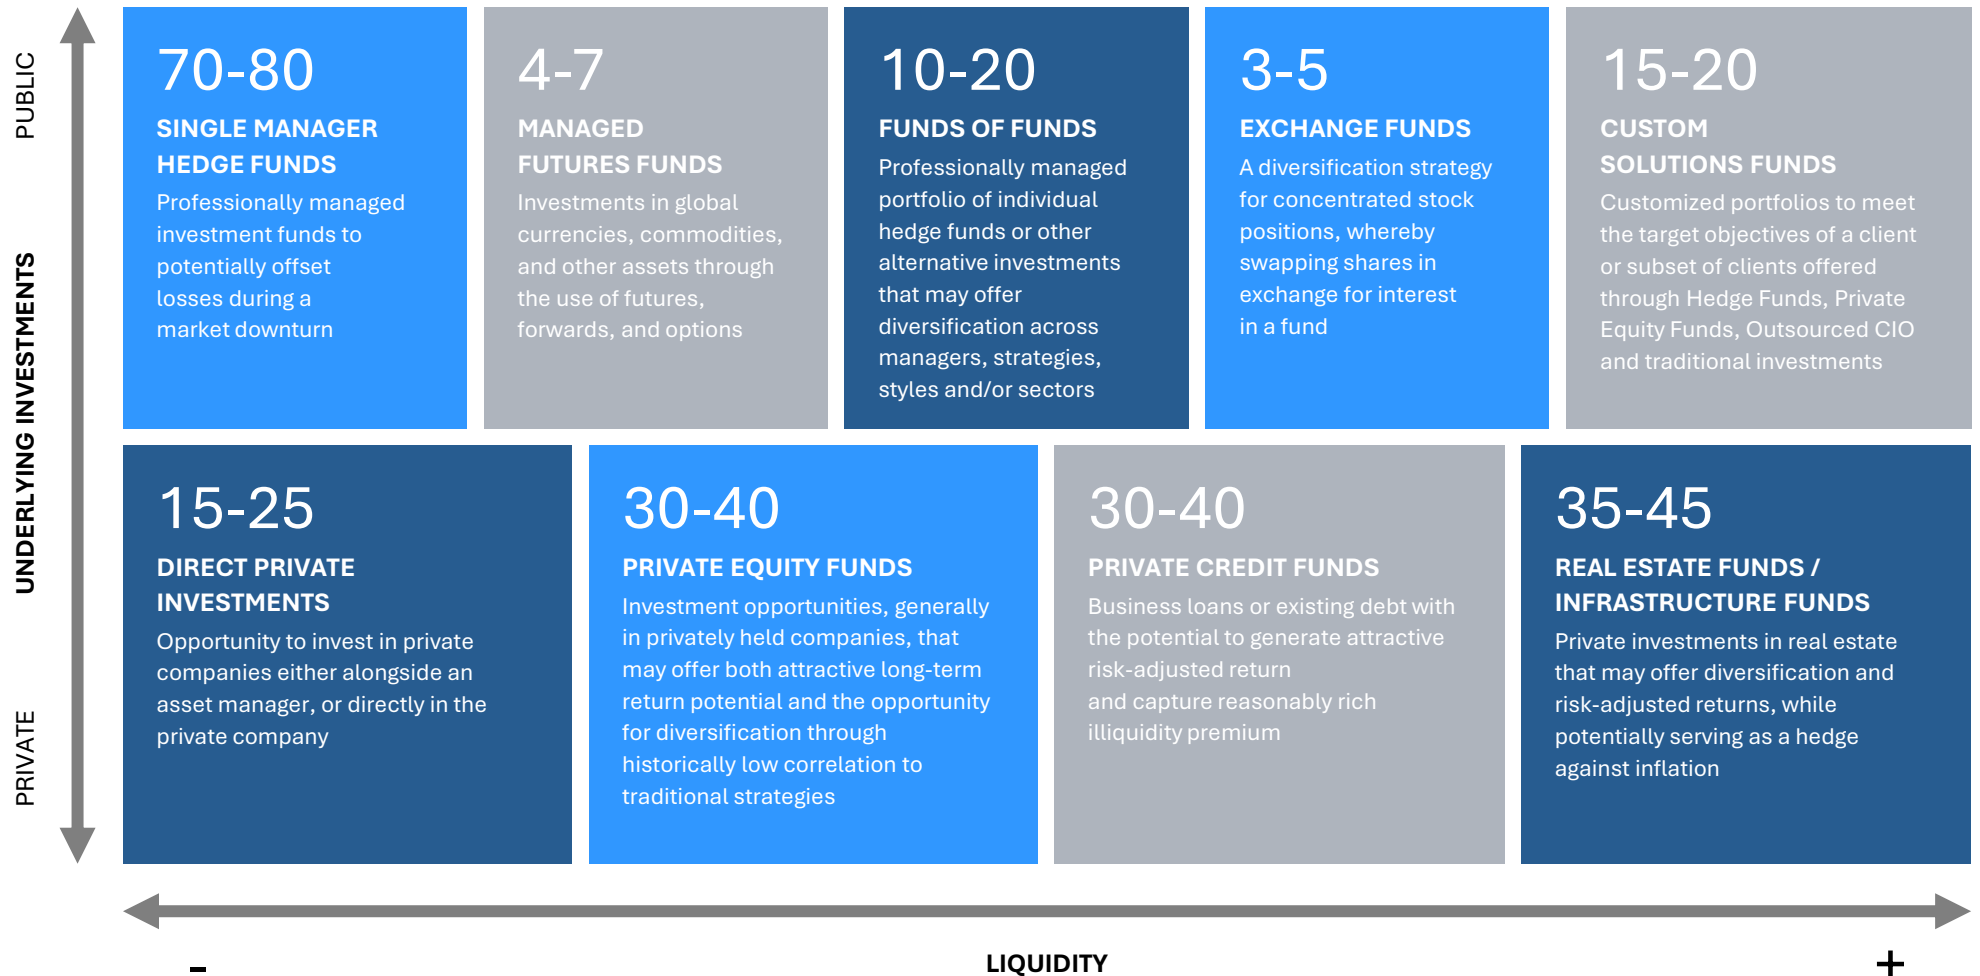 PUBLIC
UNDERLYING INVESTMENTS
PRIVATE
70-80
SINGLE MANAGER
HEDGE FUNDS
Professionally managed
investment funds to
potentially offset
losses during a
market downturn
4-7
MANAGED
FUTURES FUNDS
Investments in global
currencies, commodities,
and other assets through
the use of futures,
forwards, and options
10-20
FUNDS OF FUNDS
Professionally managed
portfolio of individual
hedge funds or other
alternative investments
that may offer
diversification across
managers, strategies,
styles and/or sectors
3-5
EXCHANGE FUNDS
A diversification strategy
for concentrated stock
positions, whereby
swapping shares in
exchange for interest
in a fund
15-20
CUSTOM
SOLUTIONS FUNDS
Customized portfolios to meet
the target objectives of a client
or subset of clients offered
through Hedge Funds, Private
Equity Funds, Outsourced CIO
and traditional investments
15-25
DIRECT PRIVATE
INVESTMENTS
Opportunity to invest in private
companies either alongside an
asset manager, or directly in the
private company
30-40
PRIVATE EQUITY FUNDS
Investment opportunities, generally
in privately held companies, that
may offer both attractive long-term
return potential and the opportunity
for diversification through
historically low correlation to
traditional strategies
30-40
PRIVATE CREDIT FUNDS
Business loans or existing debt with
the potential to generate attractive
risk-adjusted return
and capture reasonably rich
illiquidity premium
35-45
REAL ESTATE FUNDS /
INFRASTRUCTURE FUNDS
Private investments in real estate
that may offer diversification and
risk-adjusted returns, while
potentially serving as a hedge
against inflation
- LIQUIDITY +